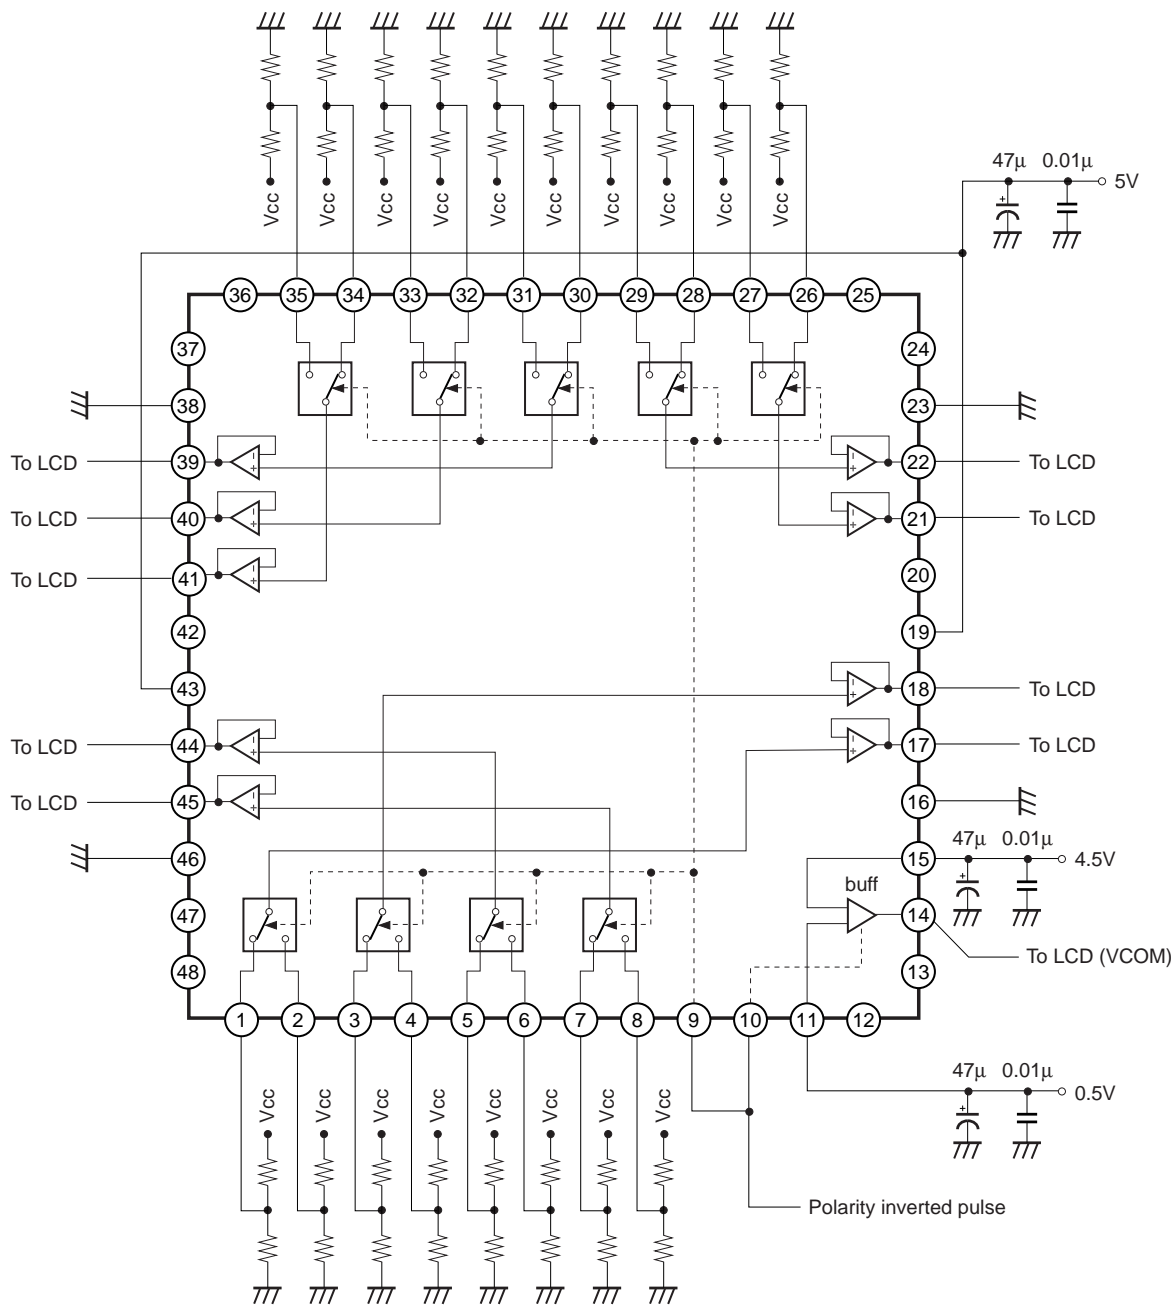 Vcc Vcc Vcc Vcc Vcc Vcc Vcc Vcc Vcc Vcc
47μ 0.01μ
+
5V
36 35 34 33 32 31 30 29 28 27 26 25
37 24
38 23
To LCD 39 − + − + 22 To LCD
To LCD 40 − + − + 21 To LCD
To LCD 41 − + 20
42 19
43 − + 18 To LCD
To LCD 44 − + − + 17 To LCD
To LCD 45 − + 16
47μ 0.01μ
46 15 + 4.5V
buff
47 14
To LCD (VCOM)
48 13
1 2 3 4 5 6 7 8 9 10 11 12
47μ 0.01μ
+
0.5V
Vcc Vcc Vcc Vcc Vcc Vcc Vcc Vcc
Polarity inverted pulse